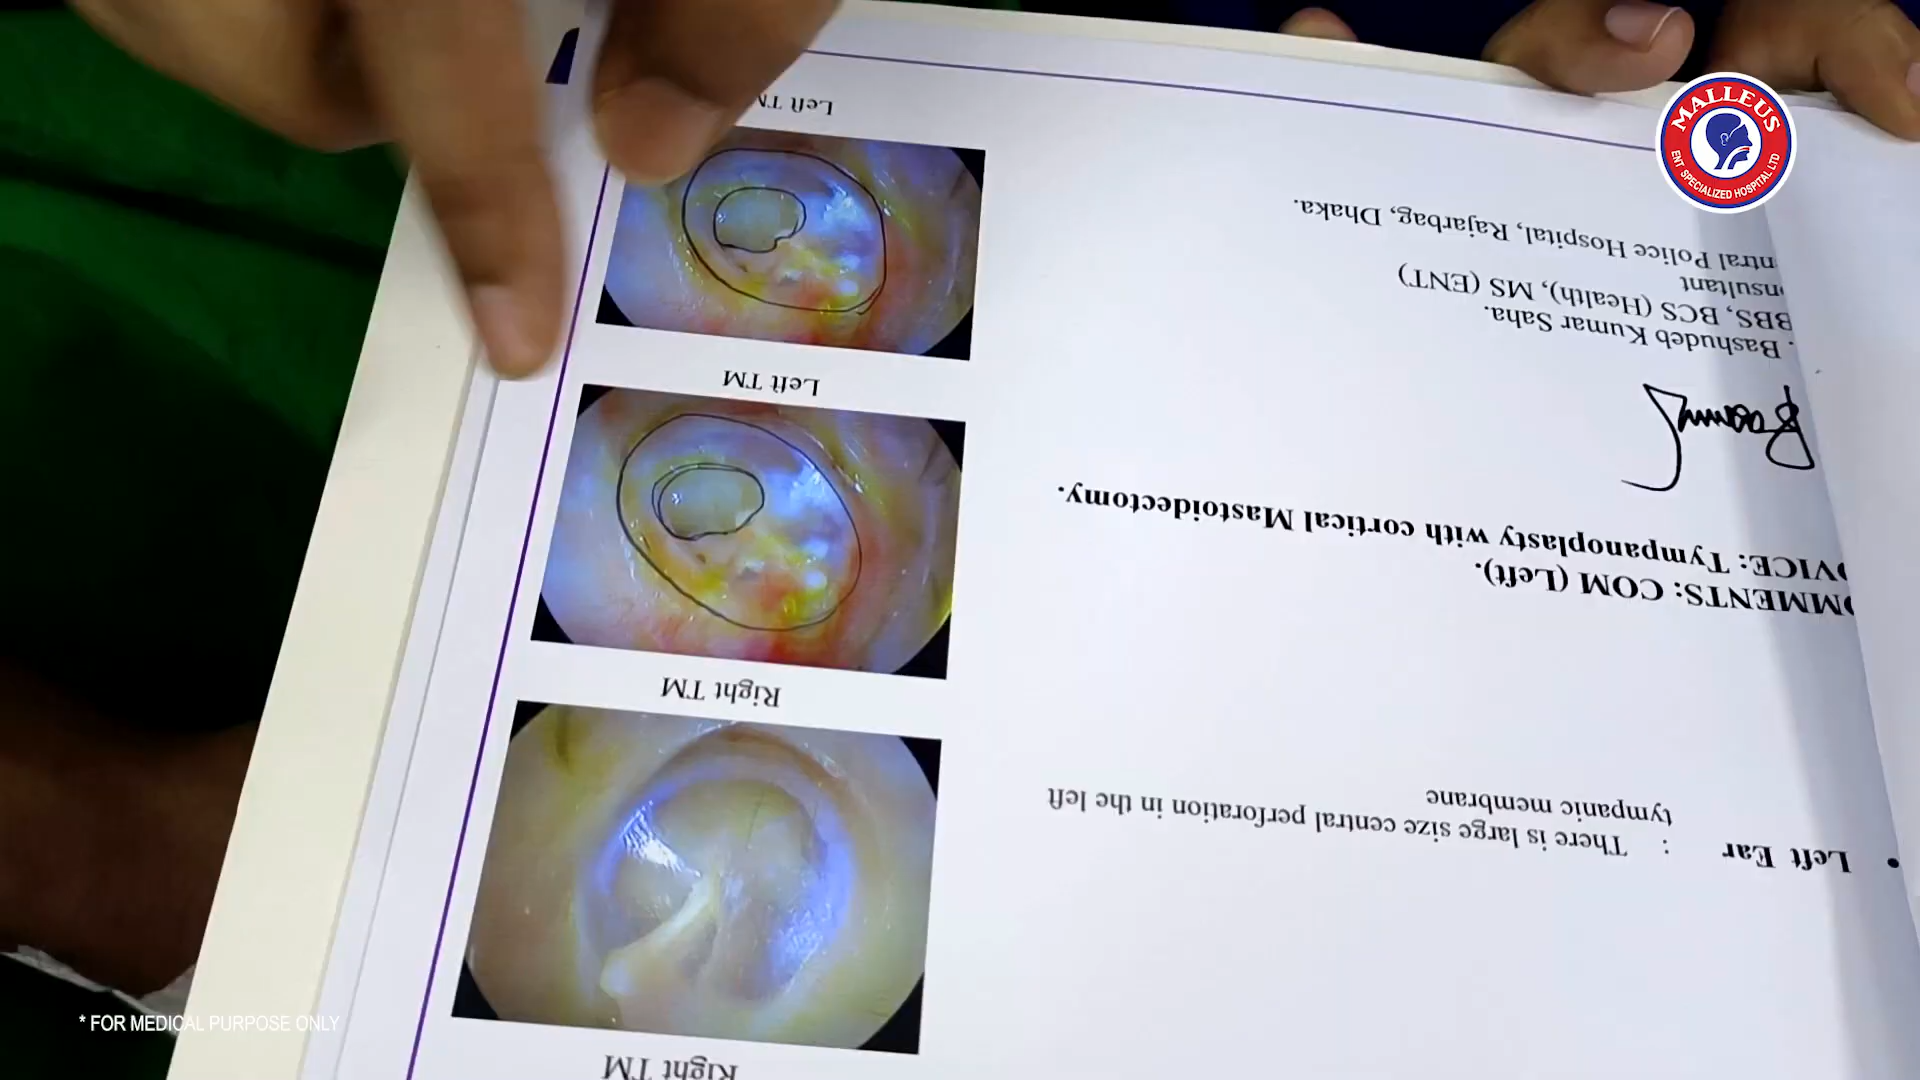 • Left Ear : There is large size central perforation in the left
tympanic membrane
OMMENTS: COM (Left).
VICE: Tympanoplasty with cortical Mastoidectomy.
. Bashudeb Kumar Saha.
BBS, BCS (Health), MS (ENT)
nsultant
ntral Police Hospital, Rajarbag, Dhaka.
Right TM
Right TM
Left TM
Left TM
MALLEUS
ENT SPECIALIZED HOSPITAL LTD
* FOR MEDICAL PURPOSE ONLY